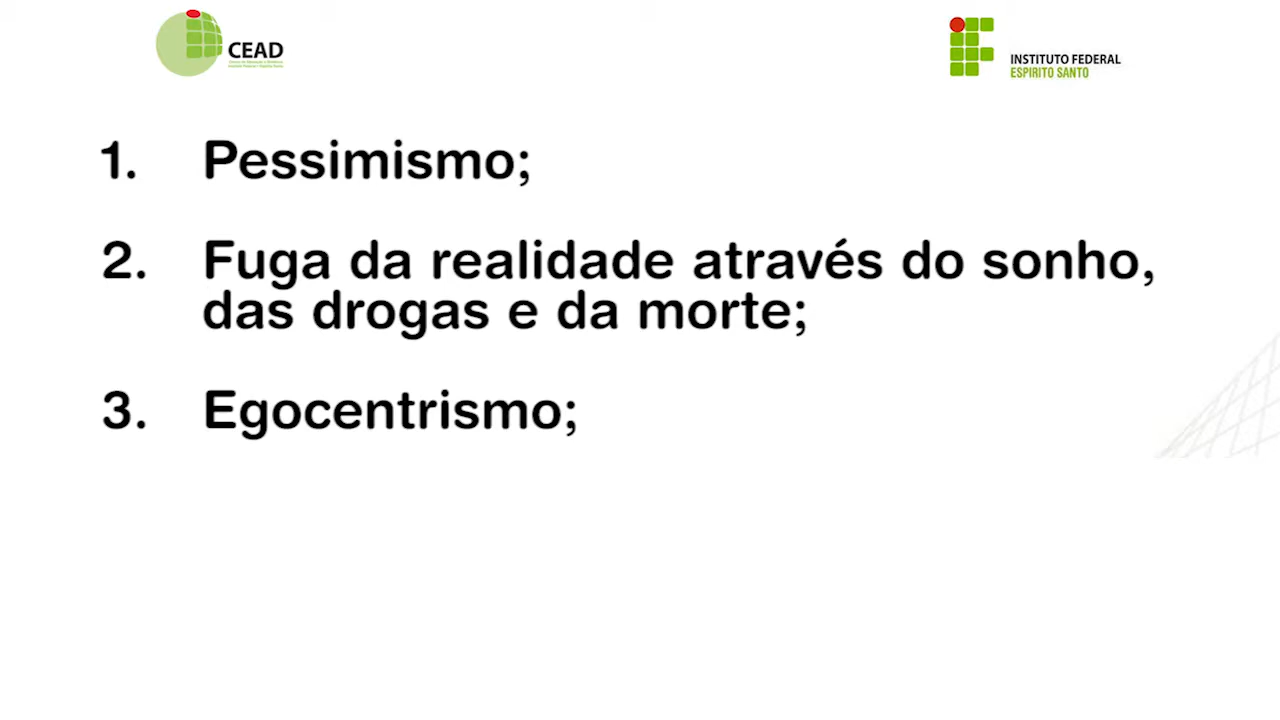 CEAD
INSTITUTO FEDERAL
ESPIRITO SANTO
1. Pessimismo;
2. Fuga da realidade através do sonho,
das drogas e da morte;
3. Egocentrismo;